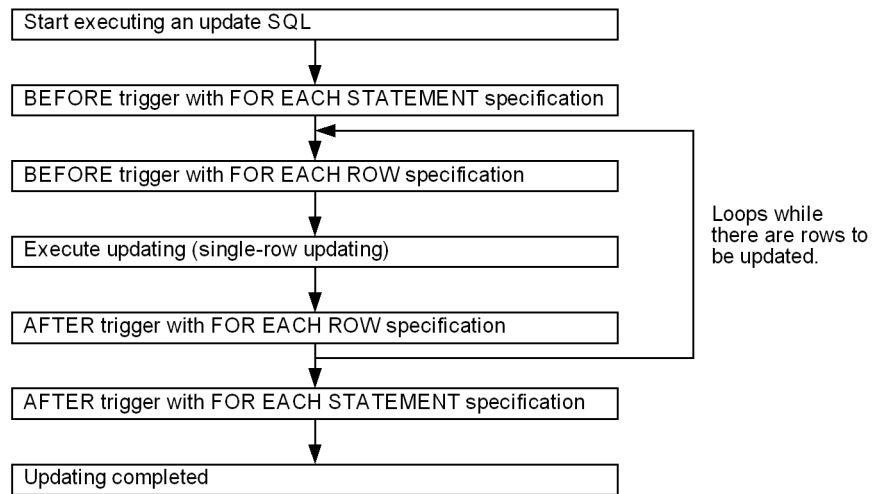 Start executing an update SQL
BEFORE trigger with FOR EACH STATEMENT specification
BEFORE trigger with FOR EACH ROW specification
Execute updating (single-row updating)
AFTER trigger with FOR EACH ROW specification
Loops while
there are rows to
be updated.
AFTER trigger with FOR EACH STATEMENT specification
Updating completed